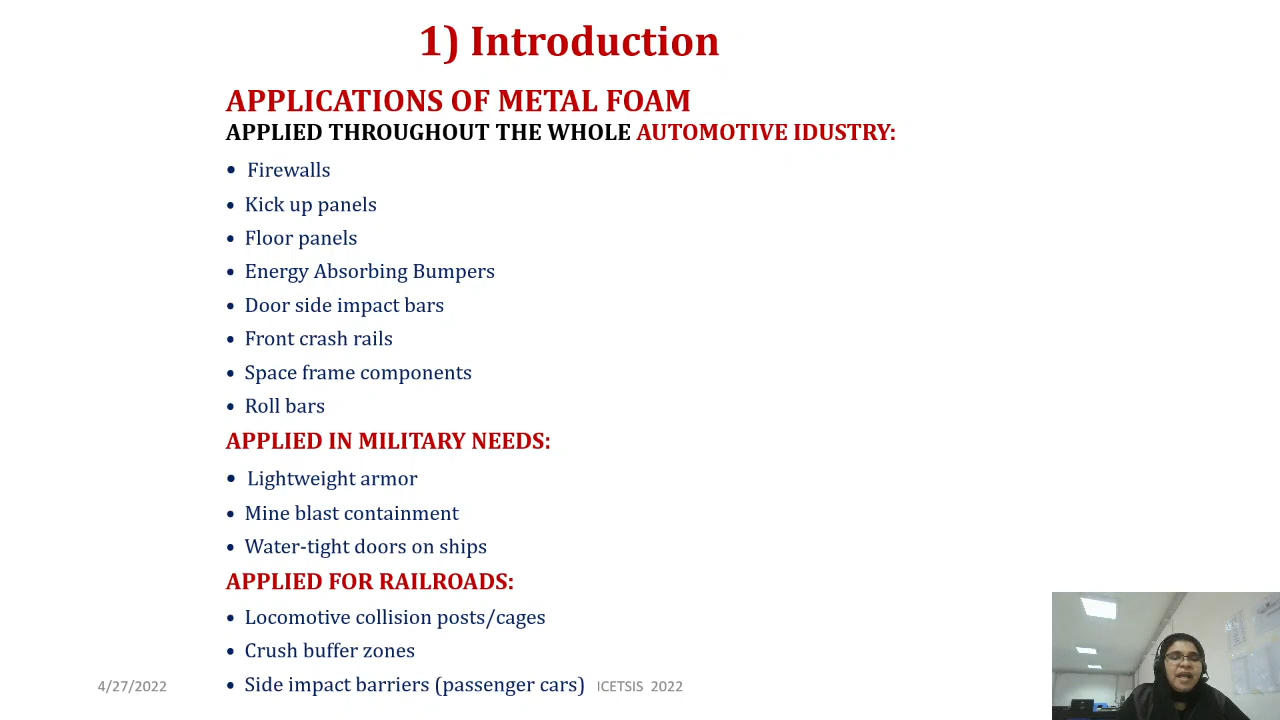 1) Introduction
APPLICATIONS OF METAL FOAM
APPLIED THROUGHOUT THE WHOLE AUTOMOTIVE IDUSTRY:
• Firewalls
• Kick up panels
• Floor panels
• Energy Absorbing Bumpers
• Door side impact bars
• Front crash rails
• Space frame components
• Roll bars
APPLIED IN MILITARY NEEDS:
• Lightweight armor
• Mine blast containment
• Water-tight doors on ships
APPLIED FOR RAILROADS:
• Locomotive collision posts/cages
• Crush buffer zones
• Side impact barriers (passenger cars)
4/27/2022
ICETSIS 2022